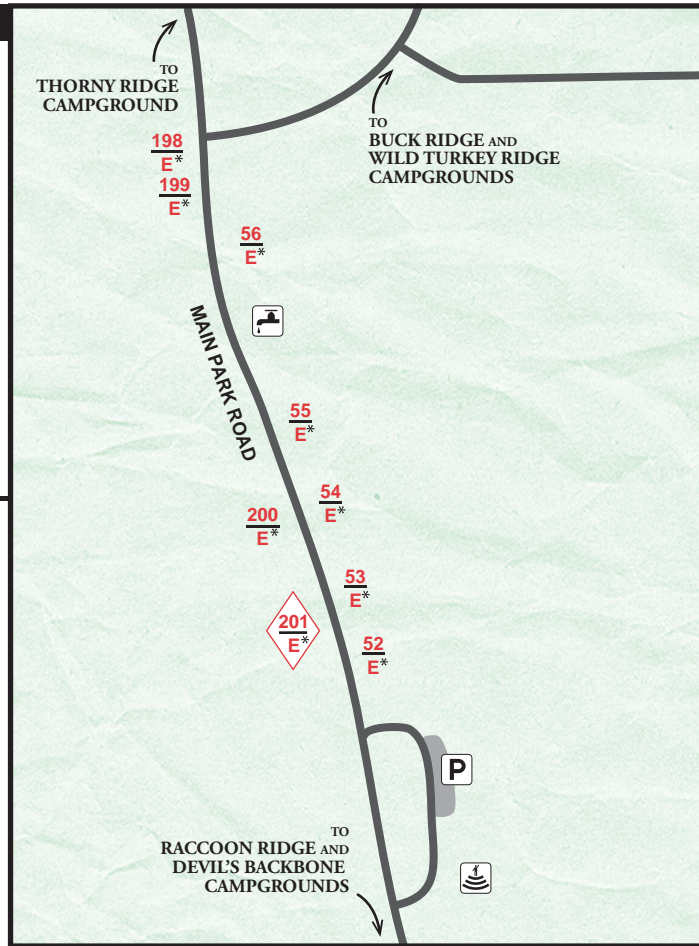 TO
THORNY RIDGE
CAMPGROUND
TO
BUCK RIDGE AND
WILD TURKEY RIDGE
CAMPGROUNDS
198
E*
199
E*
56
E*
MAIN PARK ROAD
55
E*
54
E*
200
E*
53
E*
201
E*
52
E*
P
TO
RACCOON RIDGE AND
DEVIL'S BACKBONE
CAMPGROUNDS